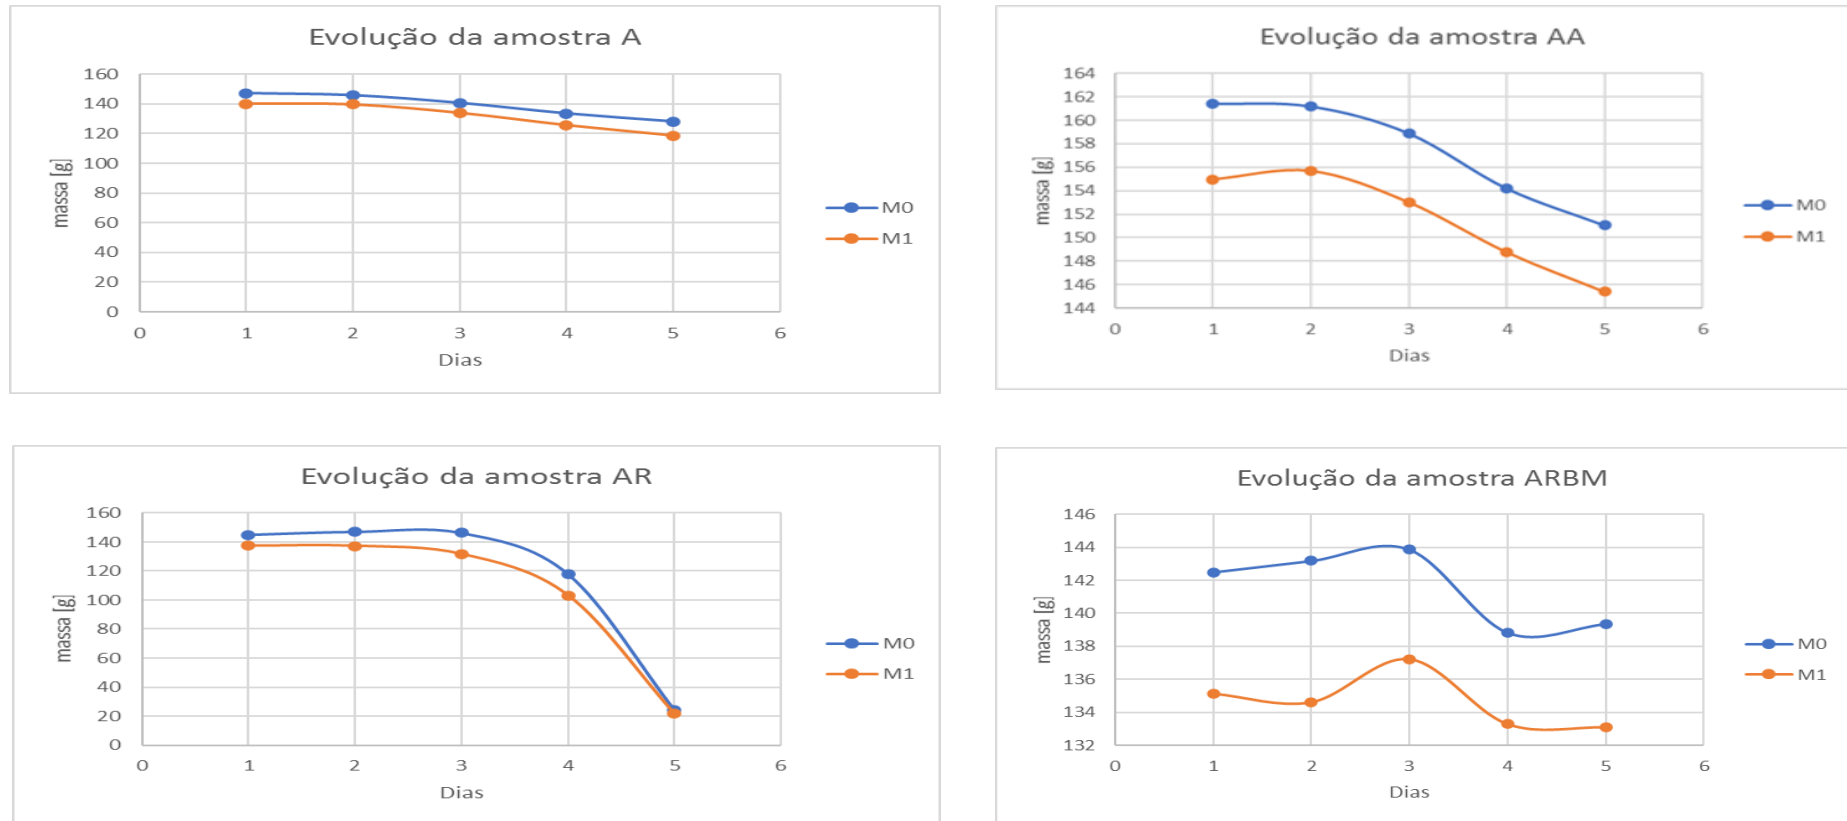 Evolução da amostra A
160
140
120
100
80
60
40
20
0
massa [g]
0 1 2 3 4 5 6
Dias
M0
M1
Evolução da amostra AA
164
162
160
158
156
154
152
150
148
146
144
massa [g]
0 1 2 3 4 5 6
Dias
M0
M1
Evolução da amostra AR
160
140
120
100
80
60
40
20
0
massa [g]
0 1 2 3 4 5 6
Dias
M0
M1
Evolução da amostra ARBM
146
144
142
140
138
136
134
132
massa [g]
0 1 2 3 4 5 6
Dias
M0
M1